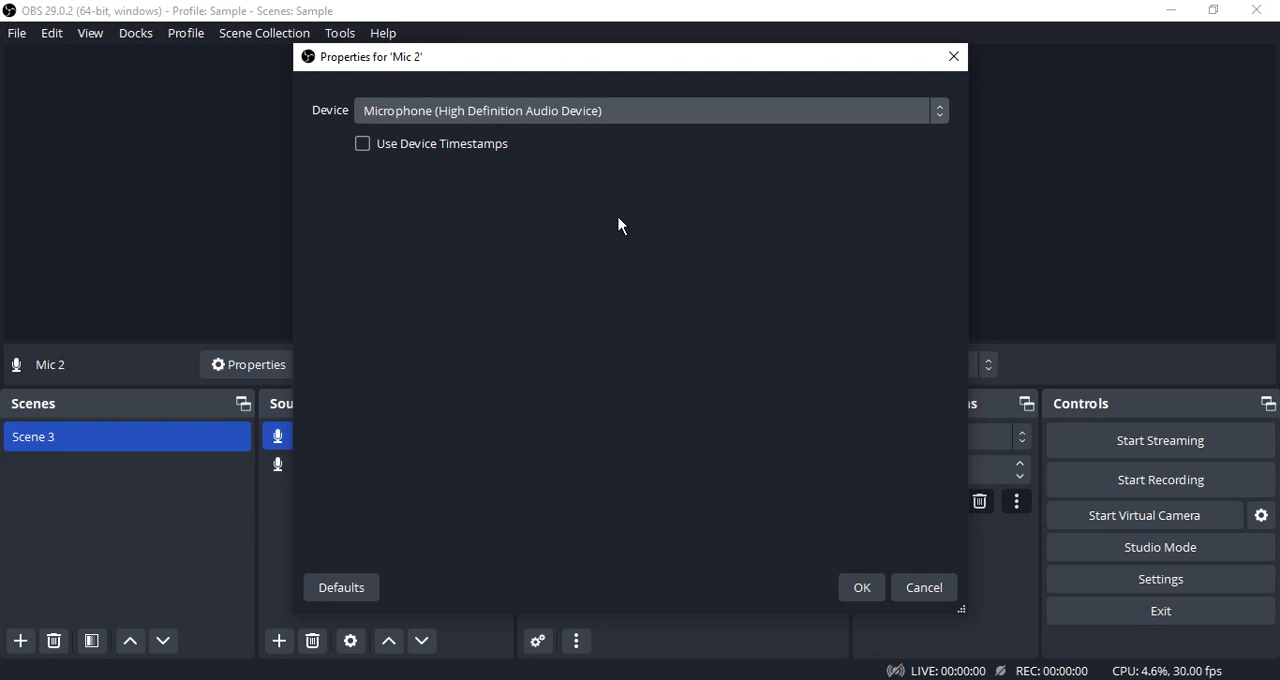 OBS 29.0.2 (64-bit, windows) - Profile: Sample - Scenes: Sample
File Edit View Docks Profile Scene Collection Tools Help
Properties for 'Mic 2'
Device Microphone (High Definition Audio Device)
Use Device Timestamps
Mic 2 Properties
Scenes Sou ns Controls
Scene 3
Start Streaming
Start Recording
Start Virtual Camera
Studio Mode
Settings
Exit
Defaults OK Cancel
LIVE: 00:00:00 REC: 00:00:00 CPU: 4.6%, 30.00 fps